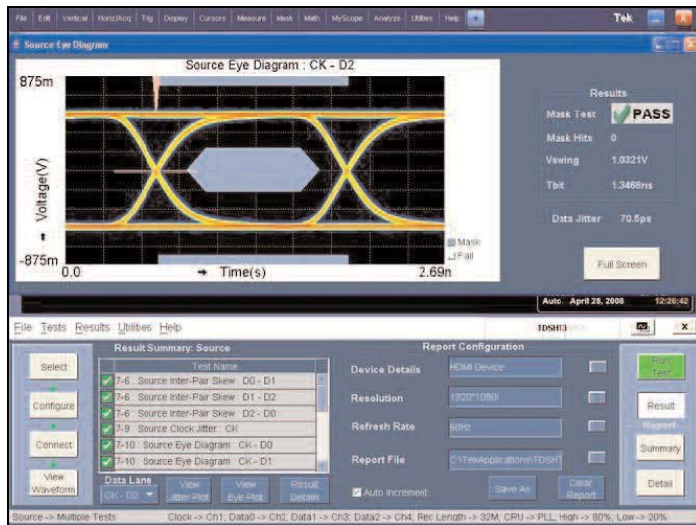 File Edit Vertical Horiz/Acq Trig Display Cursors Measure Mask Math MyScope Analyze Utilities Help Tek
Source Eye Diagram
Source Eye Diagram : CK - D2
875m
Voltage(V)
-875m
0.0
Time(s)
2.69n
Mask
Fail
Results
Mask Test PASS
Mask Hits 0
Vswing 1.0321V
Tbit 1.3468ns
Data Jitter 70.5ps
Full Screen
Auto April 28, 2008 12:26:42
File Tests Results Utilities Help
X
Select
Configure
Connect
View Waveform
Result Summary: Source
Test Name
7-6 : Source Inter-Pair Skew : D0 - D1
7-6 : Source Inter-Pair Skew : D1 - D2
7-6 : Source Inter-Pair Skew : D2 - D0
7-9 : Source Clock Jitter : CK
7-10 : Source Eye Diagram : CK - D0
7-10 : Source Eye Diagram : CK - D1
Data Lane
CK - D2
View Jitter Plot
View Eye Plot
Result Details
Report Configuration
Device Details HDMI Device
Resolution 1920*1080i
Refresh Rate 60Hz
Report File C:\TekApplications\TDSHT
Auto Increment
Save As
Clear Report
Run Test
Result
Report
Summary
Detail
Source -> Multiple Tests Clock -> Ch1, Data0 -> Ch2, Data1 -> Ch3, Data2 -> Ch4, Rec Length -> 32M, CRU -> PLL, High -> 80%, Low -> 20%